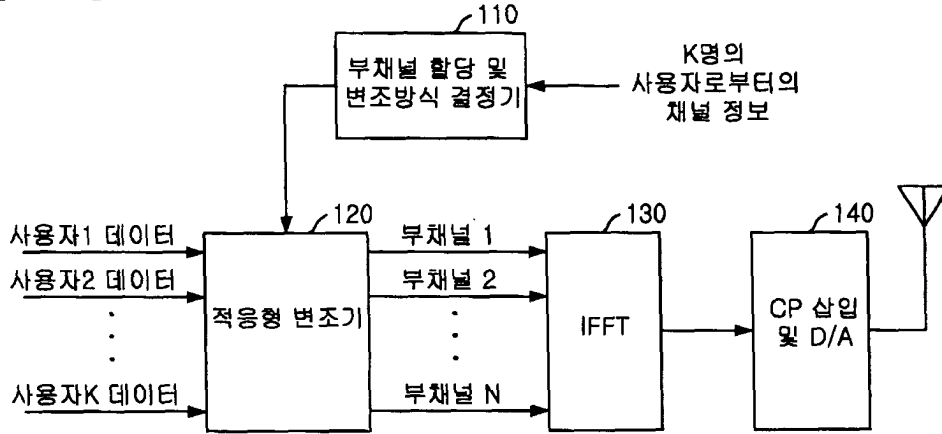 110
부채널 할당 및
변조방식 결정기
K명의
사용자로부터의
채널 정보
120
130
140
사용자1 데이터
사용자2 데이터
사용자K 데이터
적응형 변조기
부채널 1
부채널 2
부채널 N
IFFT
CP 삽입
및 D/A